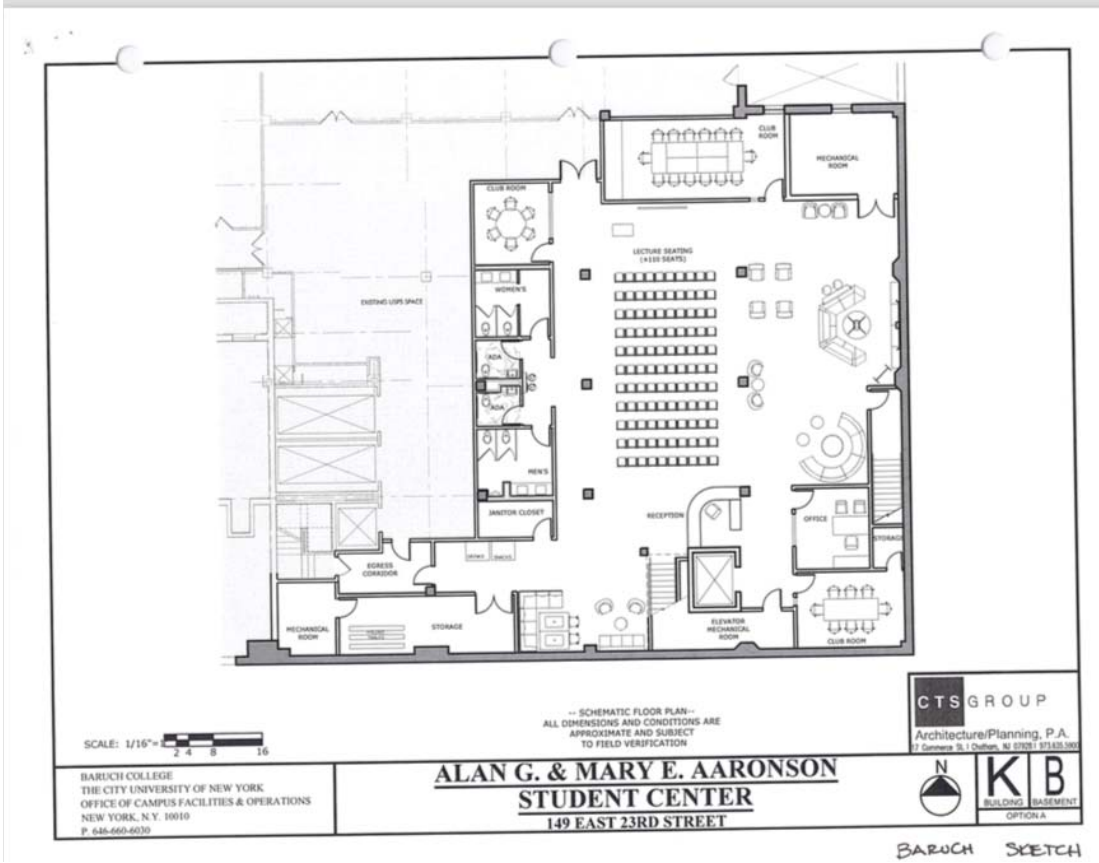 CLUB
ROOM
MECHANICAL
ROOM
CLUB ROOM
LECTURE SEATING
(±110 SEATS)
WOMEN'S
EXISTING USPS SPACE
ADA
ADA
MEN'S
JANITOR CLOSET
RECEPTION
OFFICE
STORAGE
EGRESS
CORRIDOR
MECHANICAL
ROOM
STORAGE
ELEVATOR
MECHANICAL
ROOM
CLUB ROOM
-- SCHEMATIC FLOOR PLAN--
ALL DIMENSIONS AND CONDITIONS ARE
APPROXIMATE AND SUBJECT
TO FIELD VERIFICATION
SCALE: 1/16"=1
2 4 8 16
CTS GROUP
Architecture/Planning, P.A.
BARUCH COLLEGE
THE CITY UNIVERSITY OF NEW YORK
OFFICE OF CAMPUS FACILITIES & OPERATIONS
NEW YORK, N.Y. 10010
P. 646-660-6030
ALAN G. & MARY E. AARONSON
STUDENT CENTER
149 EAST 23RD STREET
N
K B
BUILDING BASEMENT
OPTION A
BARUCH SKETCH